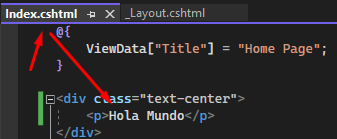 Index.cshtml _Layout.cshtml
@{
ViewData["Title"] = "Home Page";
}
<div class="text-center">
<p>Hola Mundo</p>
</div>